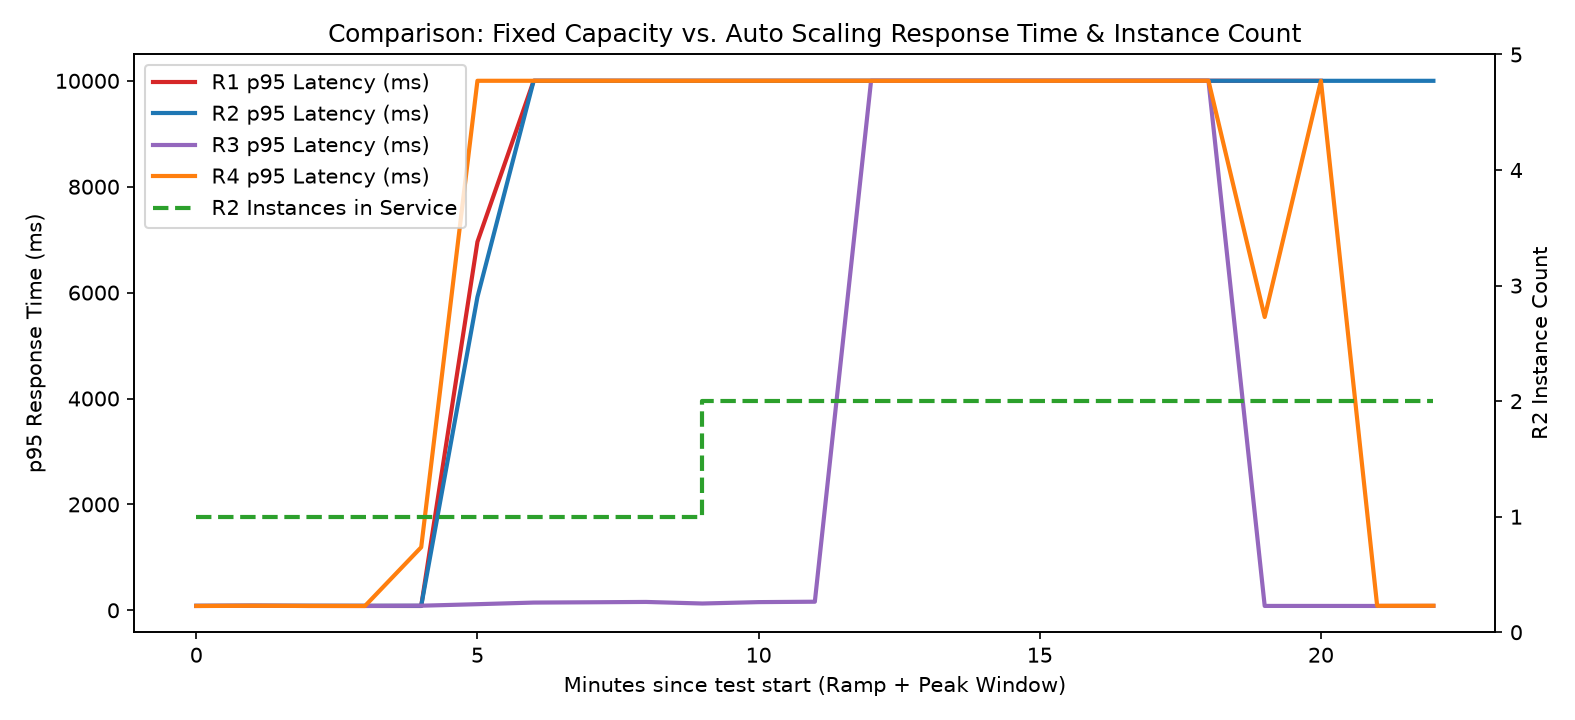 Comparison: Fixed Capacity vs. Auto Scaling Response Time & Instance Count
R1 p95 Latency (ms)
R2 p95 Latency (ms)
R3 p95 Latency (ms)
R4 p95 Latency (ms)
R2 Instances in Service
p95 Response Time (ms)
10000
8000
6000
4000
2000
0
5
4
3
2
1
0
R2 Instance Count
0
5
10
15
20
Minutes since test start (Ramp + Peak Window)